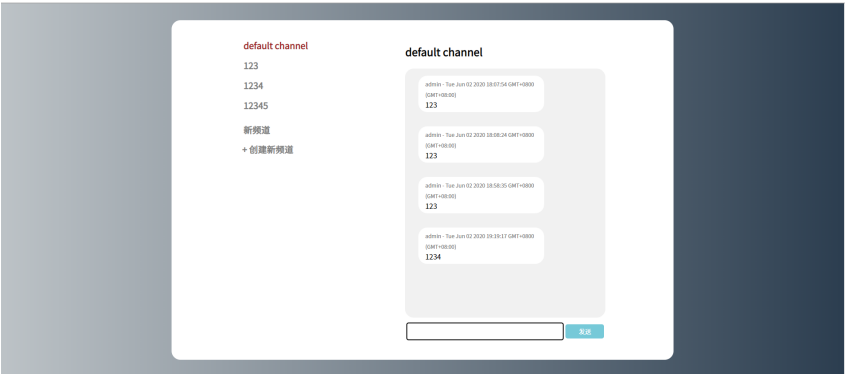 default channel
123
1234
12345
新频道
+ 创建新频道
default channel
admin - Tue Jun 02 2020 18:07:54 GMT+0800
(GMT+08:00)
123
admin - Tue Jun 02 2020 18:08:24 GMT+0800
(GMT+08:00)
123
admin - Tue Jun 02 2020 18:58:35 GMT+0800
(GMT+08:00)
123
admin - Tue Jun 02 2020 19:19:17 GMT+0800
(GMT+08:00)
1234
发送